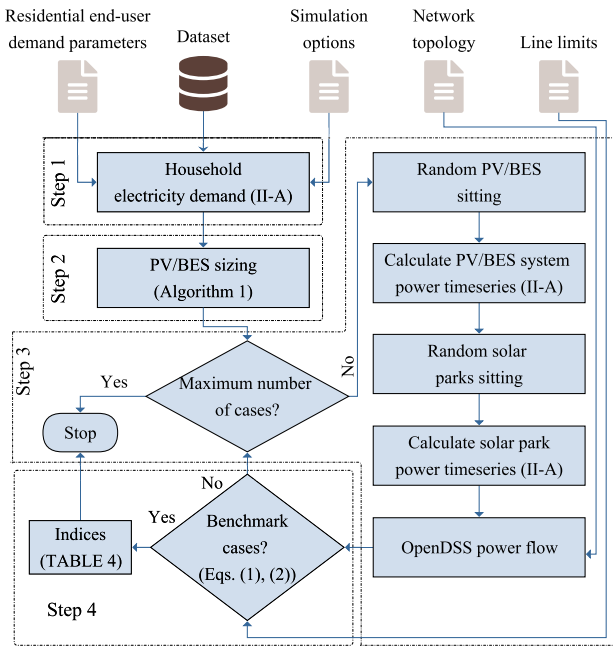 Residential end-user
demand parameters
Dataset
Simulation
options
Network
topology
Line limits
Step 1
Household
electricity demand (II-A)
Step 2
PV/BES sizing
(Algorithm 1)
Step 3
Maximum number
of cases?
Yes
No
Stop
Random PV/BES
sitting
Calculate PV/BES system
power timeseries (II-A)
Random solar
parks sitting
Calculate solar park
power timeseries (II-A)
OpenDSS power flow
No
Yes
Benchmark
cases?
(Eqs. (1), (2))
Indices
(TABLE 4)
Step 4